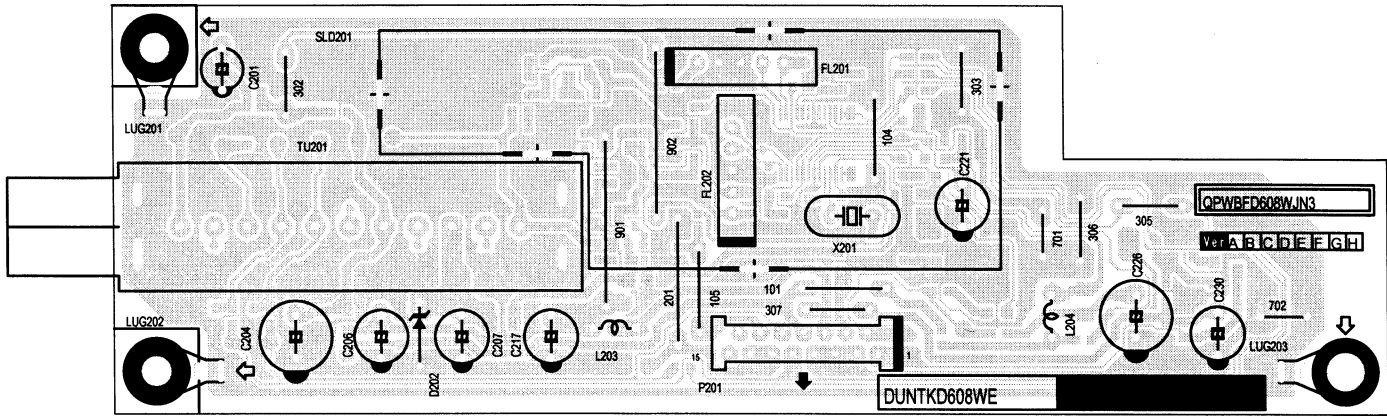 SLD201
C201
302
LUG201
TU201
FL201
303
902
104
FL202
C221
X201
901
QPWBFD608WJN3
305
701
306
Ver. A B C D E F G H
C226
C230
101
201
105
307
702
L204
LUG202
C204
C206
D202
C207
C217
L203
15
1
LUG203
P201
DUNTKD608WE